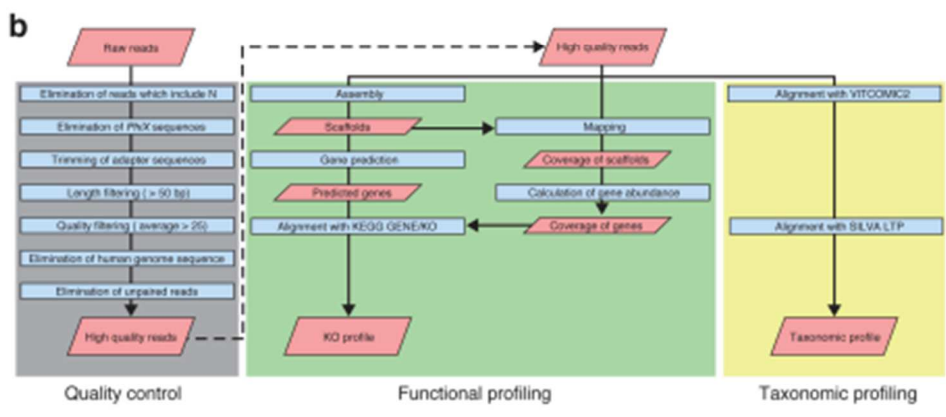 b
Raw reads
Elimination of reads which include N
Elimination of PhiX sequences
Trimming of adapter sequences
Length filtering ( > 50 bp)
Quality filtering ( average > 25)
Elimination of human genome sequence
Elimination of unpaired reads
High quality reads
Quality control
High quality reads
Assembly
Scaffolds
Mapping
Gene prediction
Coverage of scaffolds
Predicted genes
Calculation of gene abundance
Alignment with KEGG GENE/KO
Coverage of genes
KO profile
Functional profiling
Alignment with VITCOMIC2
Alignment with SILVA LTP
Taxonomic profile
Taxonomic profiling